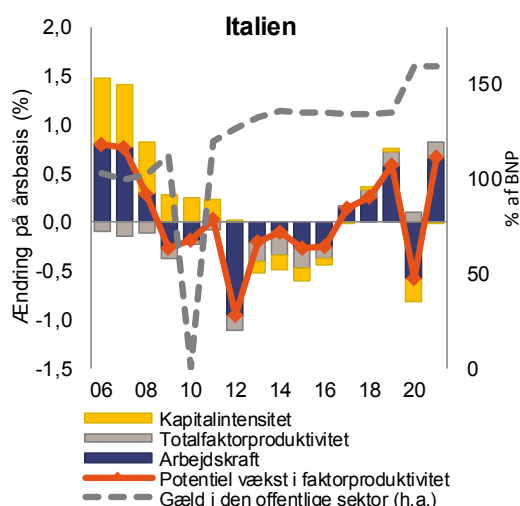 Italien
Ændring på årsbasis (%)
2,0
1,5
1,0
0,5
0,0
-0,5
-1,0
-1,5
150
100
50
0
% af BNP
06 08 10 12 14 16 18 20
Kapitalintensitet
Totalfaktorproduktivitet
Arbejdskraft
Potentiel vækst i faktorproduktivitet
Gæld i den offentlige sektor (h.a.)